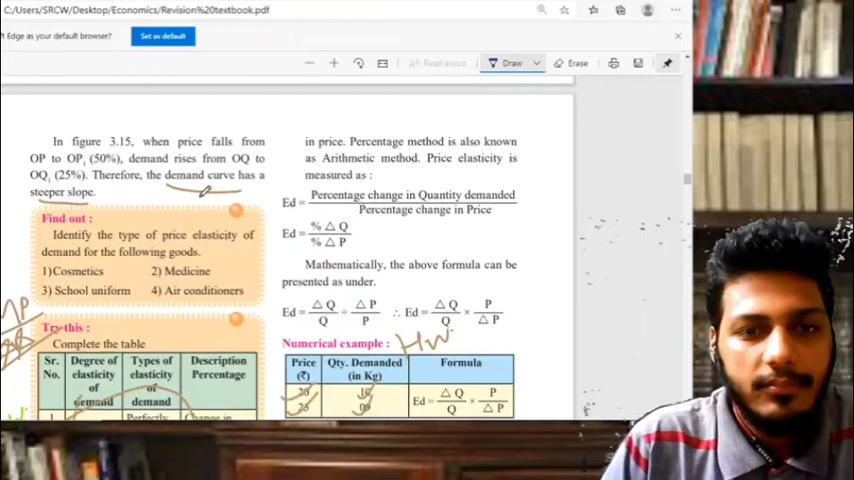 C:/Users/SRCW/Desktop/Economics/Revision%20textbook.pdf
ft Edge as your default browser?
Set as default
Read aloud
Draw
Erase
In figure 3.15, when price falls from
OP to OP1 (50%), demand rises from OQ to
OQ1 (25%). Therefore, the demand curve has a
steeper slope.
Find out :
Identify the type of price elasticity of
demand for the following goods.
1)Cosmetics 2) Medicine
3) School uniform 4) Air conditioners
Try this :
Complete the table
Sr. No. Degree of elasticity of demand Types of elasticity of demand Description Percentage
1 Perfectly Change in
in price. Percentage method is also known
as Arithmetic method. Price elasticity is
measured as :
Ed = Percentage change in Quantity demanded / Percentage change in Price
Ed = % △ Q / % △ P
Mathematically, the above formula can be
presented as under.
Ed = △ Q / Q ÷ △ P / P ∴ Ed = △ Q / Q × P / △ P
Numerical example :
HW
Price (₹) Qty. Demanded (in Kg) Formula
20 10
25 09
Ed = △ Q / Q × P / △ P